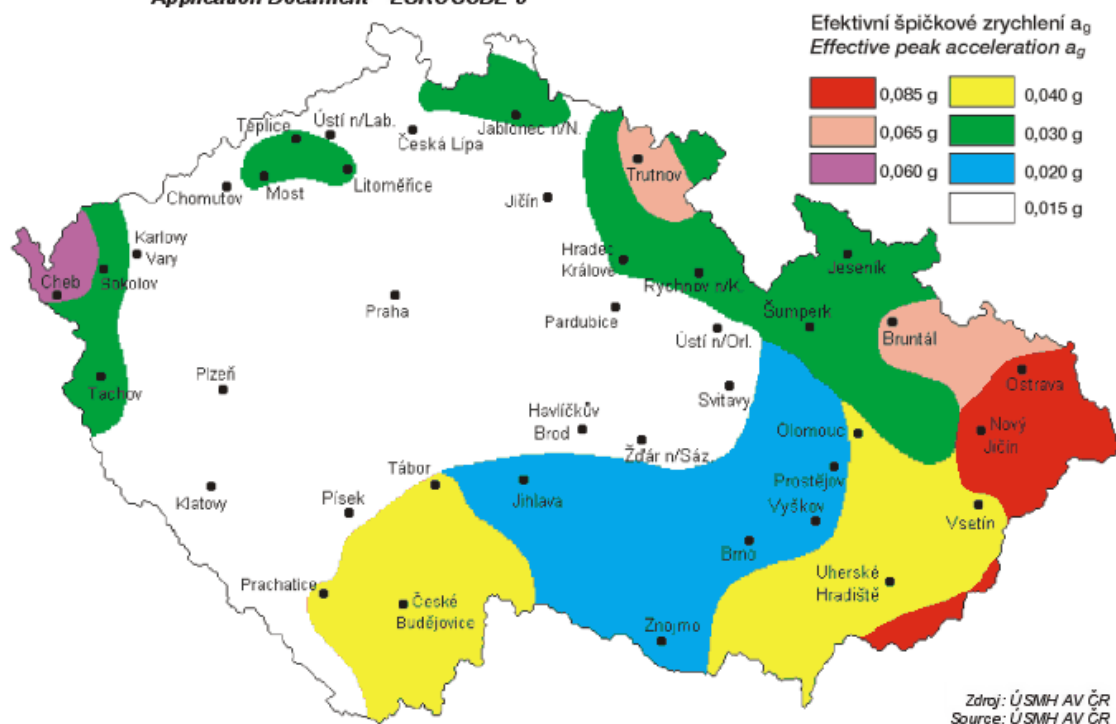 Application Document
Efektivní špičkové zrychlení ag
Effective peak acceleration ag
0,085 g
0,040 g
0,065 g
0,030 g
0,060 g
0,020 g
0,015 g
Teplice
Ústí n/Lab.
Česká Lípa
Jablonec n/N.
Trutnov
Chomutov
Most
Litoměřice
Jičín
Karlovy
Vary
Cheb
Sokolov
Hradec
Králove
Rychnov n/K.
Jeseník
Praha
Pardubice
Ústí n/Orl.
Šumperk
Bruntál
Ostrava
Tachov
Plzeň
Svitavy
Havlíčkův
Brod
Žďár n/Sáz.
Olomouc
Nový
Jičín
Tábor
Jihlava
Prostějov
Klatovy
Písek
Vyškov
Vsetín
Brno
Prachatice
České
Budějovice
Uherské
Hradiště
Znojmo
Zdroj: ÚSMH AV ČR
Source: ÚSMH AV ČR